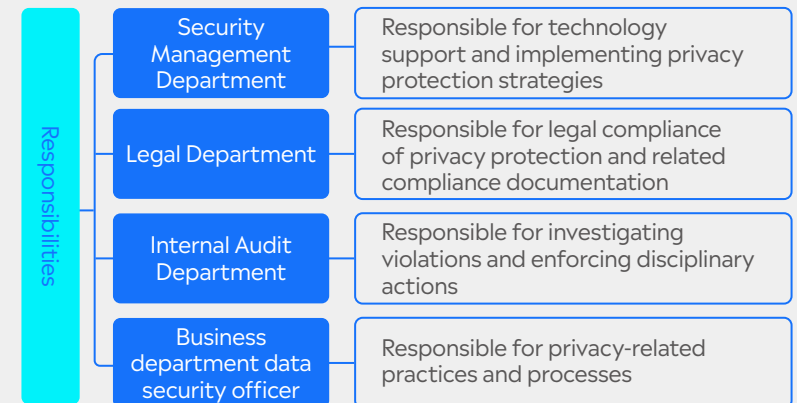 Responsibilities
Security
Management
Department
Responsible for technology
support and implementing privacy
protection strategies
Legal Department
Responsible for legal compliance
of privacy protection and related
compliance documentation
Internal Audit
Department
Responsible for investigating
violations and enforcing disciplinary
actions
Business
department data
security officer
Responsible for privacy-related
practices and processes